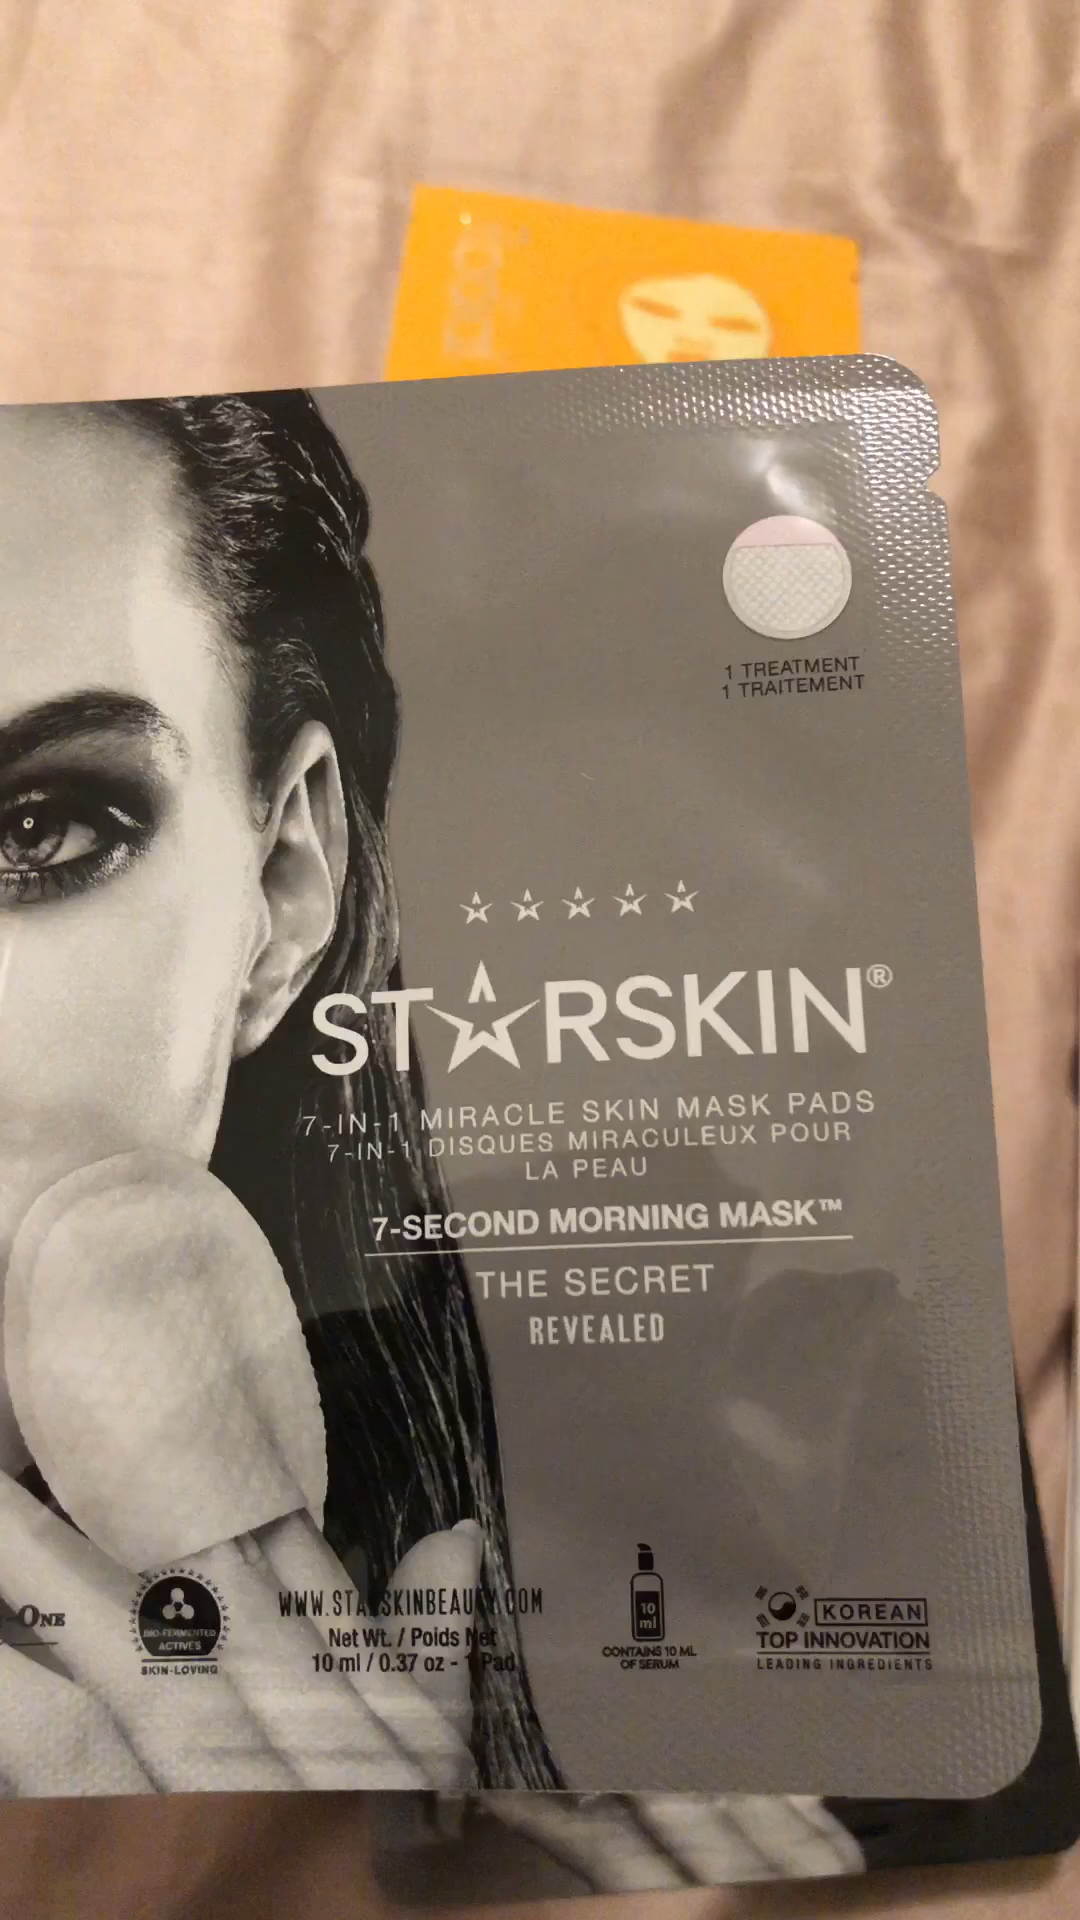 1 TREATMENT
1 TRAITEMENT
STARSKIN®
7-IN-1 MIRACLE SKIN MASK PADS
7-IN-1 DISQUES MIRACULEUX POUR
LA PEAU
7-SECOND MORNING MASK™
THE SECRET
REVEALED
-ONE
BIO-FERMENTED
ACTIVES
SKIN-LOVING
WWW.STARSKINBEAUTY.COM
Net Wt. / Poids Net
10 ml / 0.37 oz - 1 Pad
10
ml
CONTAINS 10 ML
OF SERUM
KOREAN
TOP INNOVATION
LEADING INGREDIENTS